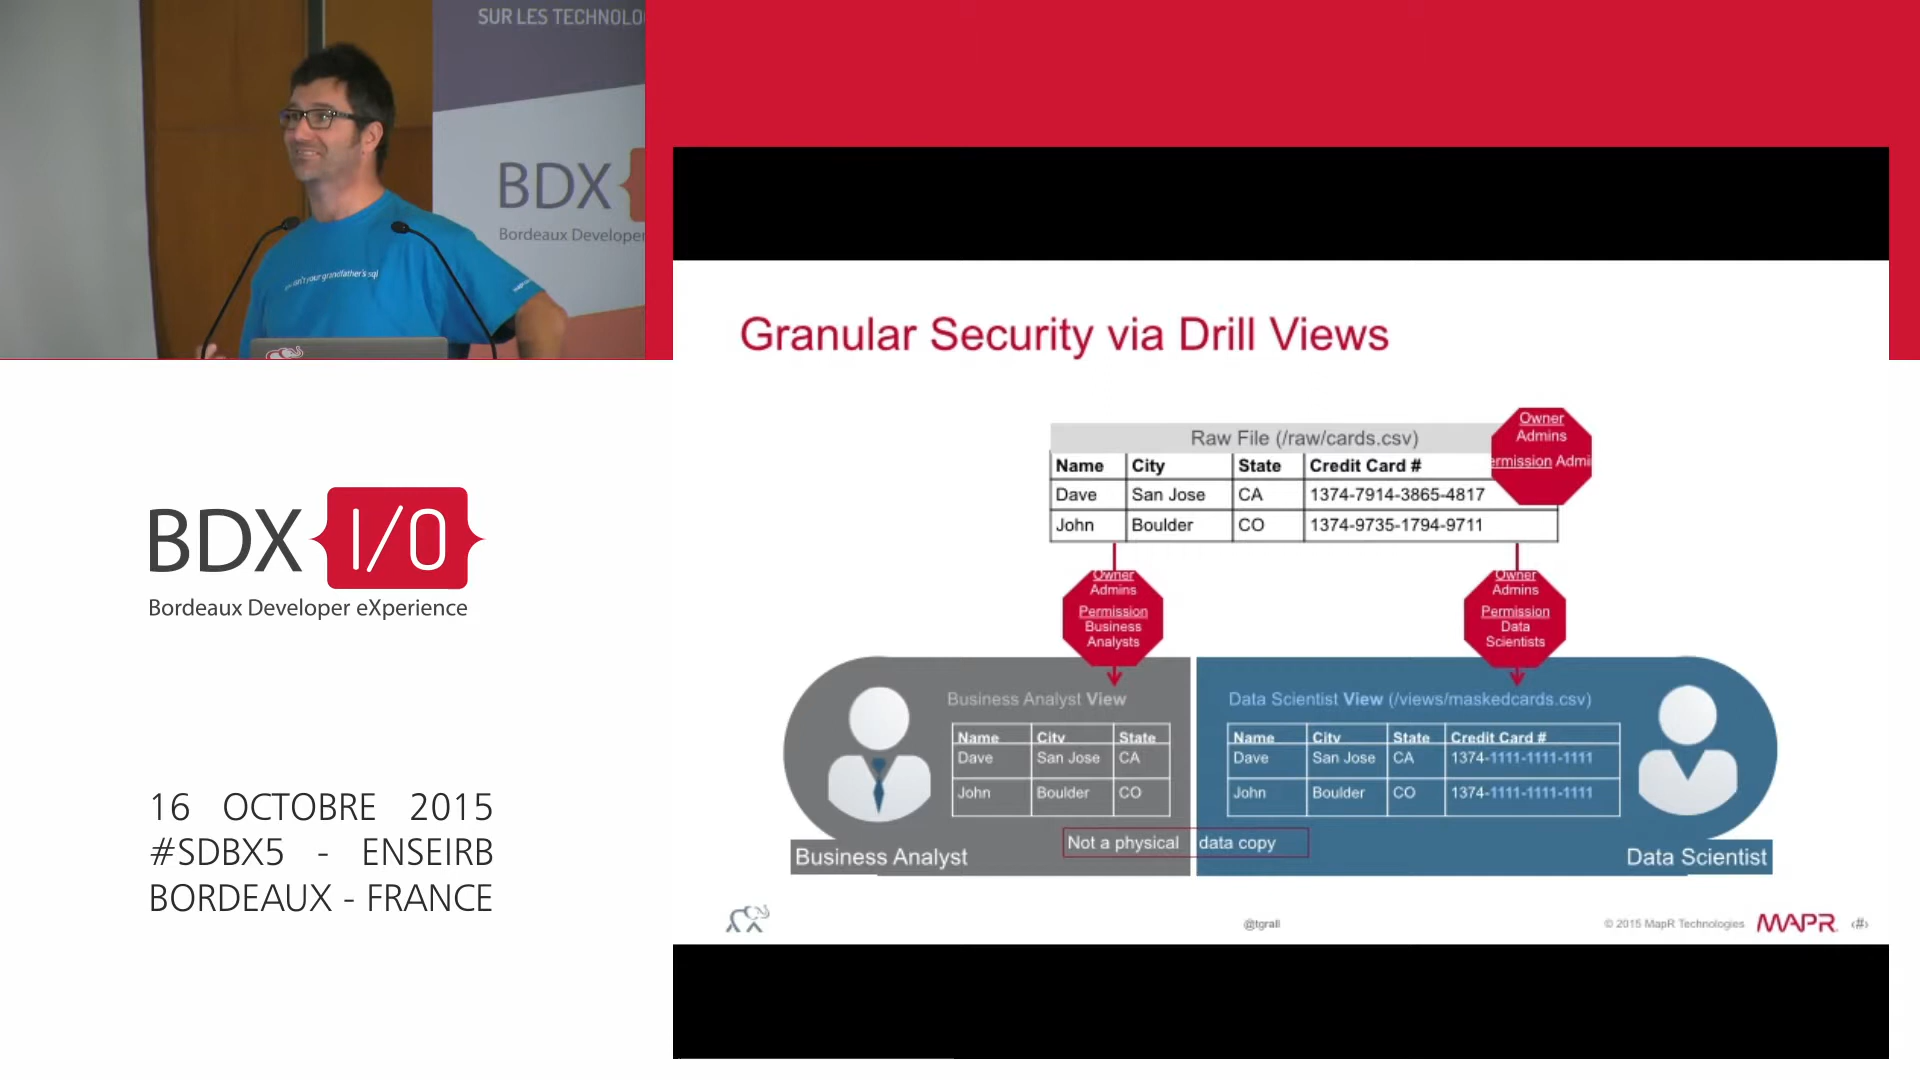 SUR LES TECHNOLO
BDX
Bordeaux Developer
your grandfather's sql
BDX I/O
Bordeaux Developer eXperience
16 OCTOBRE 2015
#SDBX5 - ENSEIRB
BORDEAUX - FRANCE
Granular Security via Drill Views
Raw File (/raw/cards.csv)
Name City State Credit Card #
Dave San Jose CA 1374-7914-3865-4817
John Boulder CO 1374-9735-1794-9711
Owner
Admins
ermission Admi
Owner
Admins
Permission
Business
Analysts
Owner
Admins
Permission
Data
Scientists
Business Analyst View
Name City State
Dave San Jose CA
John Boulder CO
Business Analyst
Data Scientist View (/views/maskedcards.csv)
Name City State Credit Card #
Dave San Jose CA 1374-1111-1111-1111
John Boulder CO 1374-1111-1111-1111
Not a physical data copy
Data Scientist
@tgrall
© 2015 MapR Technologies MAPR ‹#›